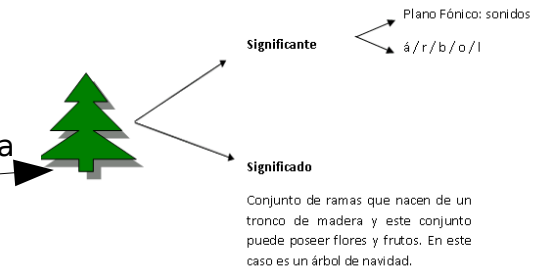 Plano Fónico: sonidos
Significante
á / r / b / o / l
a
Significado
Conjunto de ramas que nacen de un
tronco de madera y este conjunto
puede poseer flores y frutos. En este
caso es un árbol de navidad.